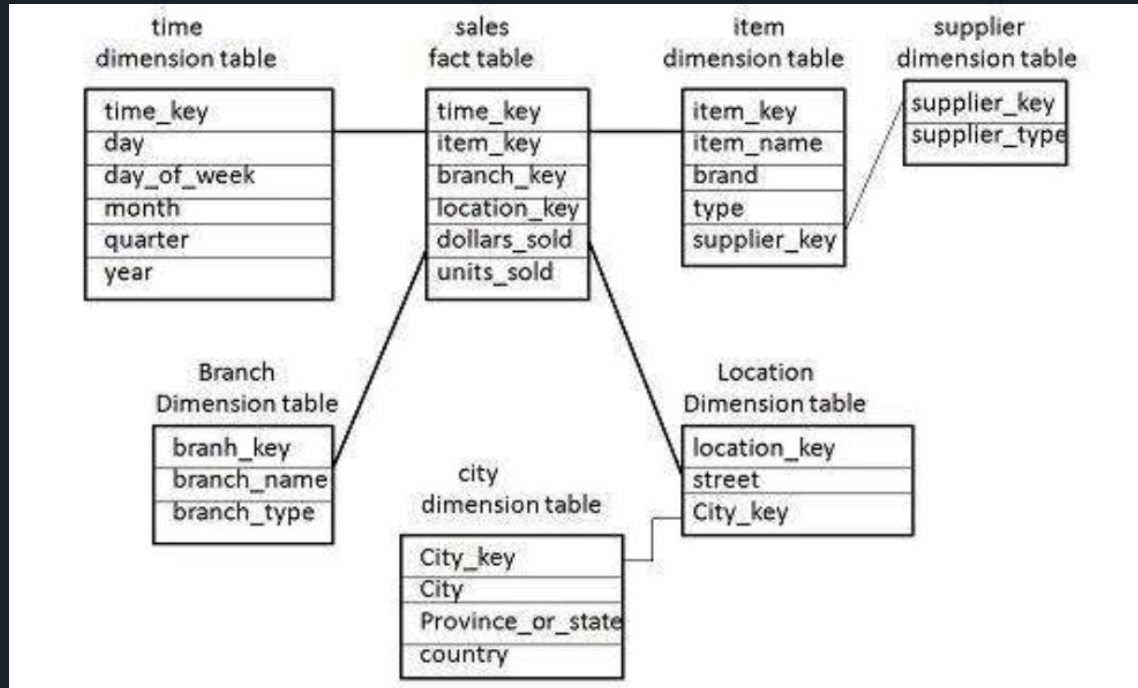 time
dimension table
time_key
day
day_of_week
month
quarter
year
sales
fact table
time_key
item_key
branch_key
location_key
dollars_sold
units_sold
item
dimension table
item_key
item_name
brand
type
supplier_key
supplier
dimension table
supplier_key
supplier_type
Branch
Dimension table
branh_key
branch_name
branch_type
city
dimension table
City_key
City
Province_or_state
country
Location
Dimension table
location_key
street
City_key